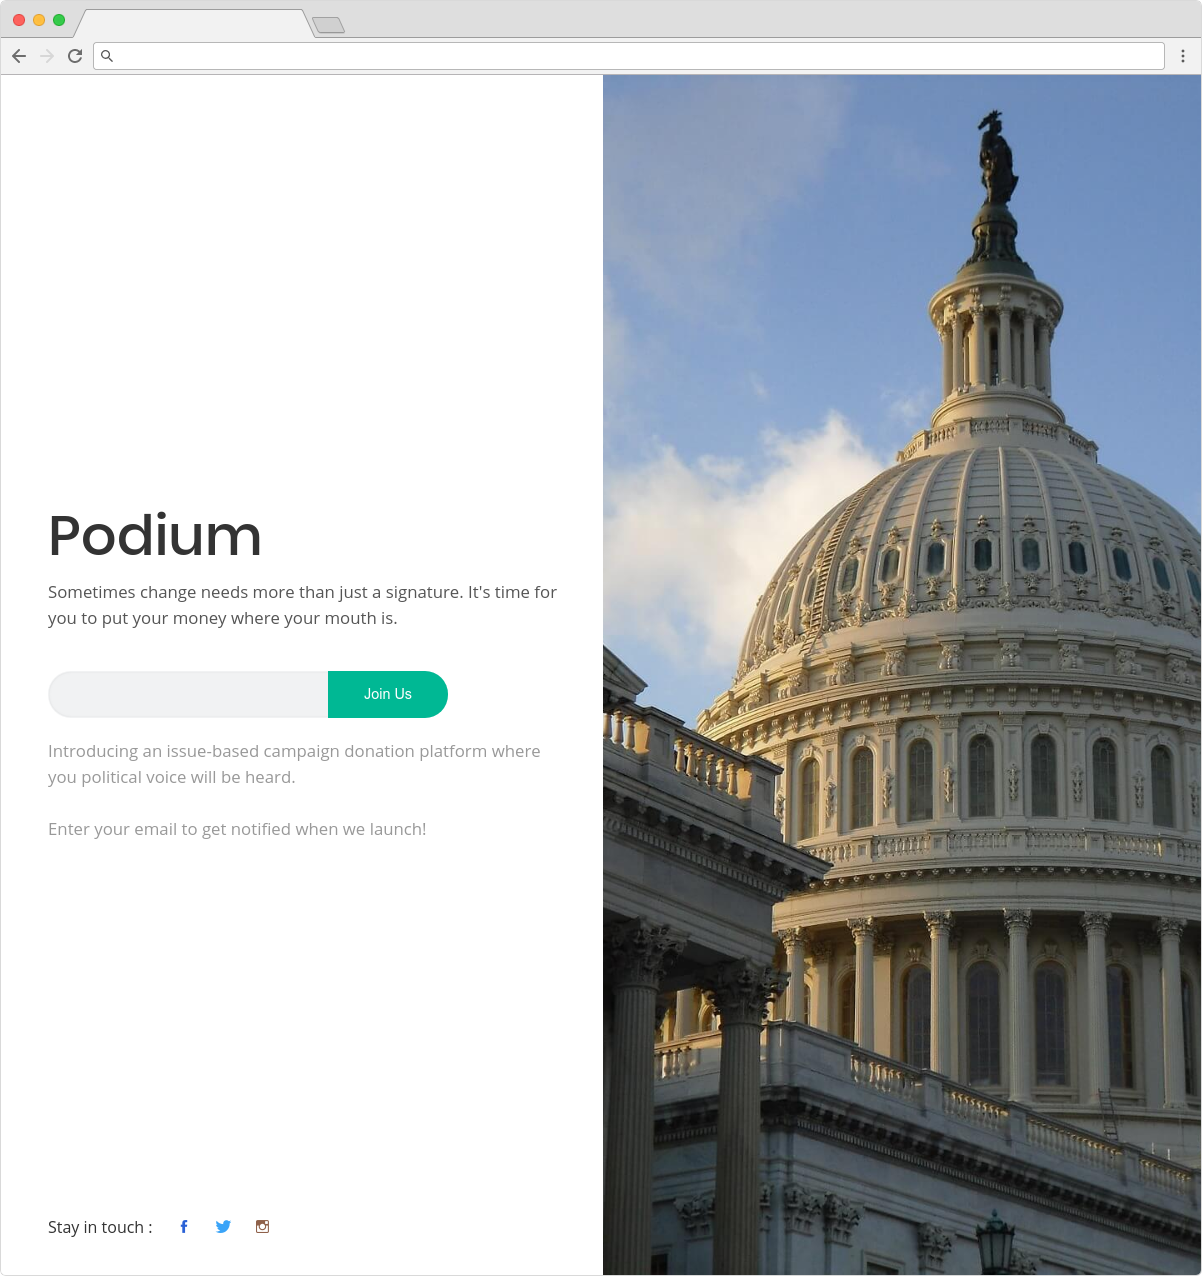 Podium
Sometimes change needs more than just a signature. It's time for
you to put your money where your mouth is.
Join Us
Introducing an issue-based campaign donation platform where
you political voice will be heard.
Enter your email to get notified when we launch!
Stay in touch :